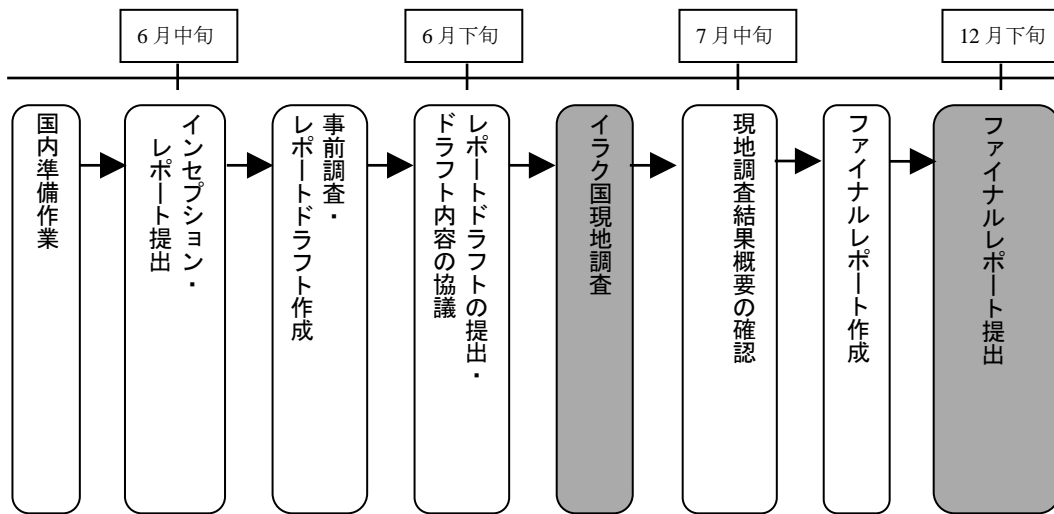 6月中旬
6月下旬
7月中旬
12月下旬
国内準備作業
インセプション・
レポート提出
事前調査・
レポートドラフト作成
レポートドラフトの提出・
ドラフト内容の協議
イラク国現地調査
現地調査結果概要の確認
ファイナルレポート作成
ファイナルレポート提出